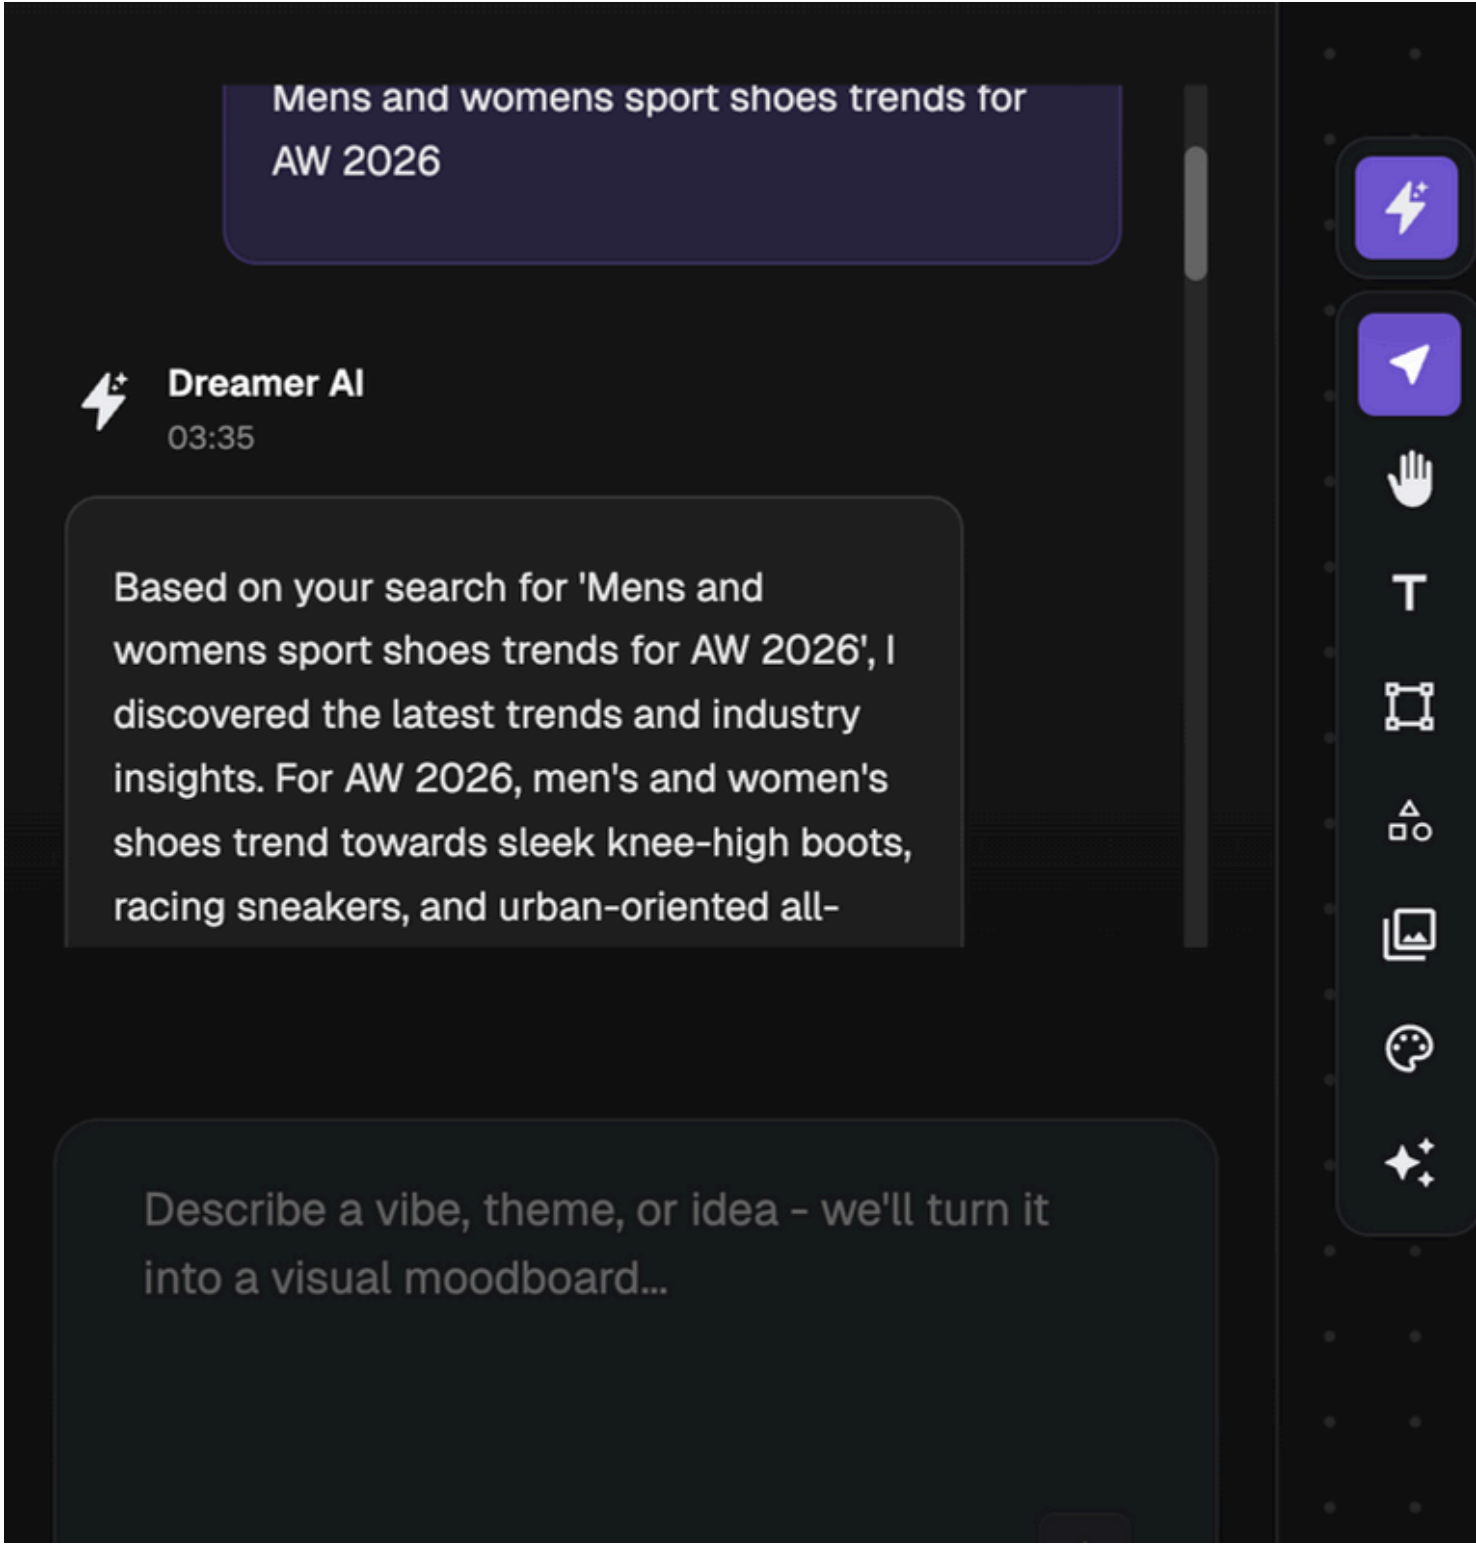 Mens and womens sport shoes trends for
AW 2026
Dreamer AI
03:35
Based on your search for 'Mens and
womens sport shoes trends for AW 2026', I
discovered the latest trends and industry
insights. For AW 2026, men's and women's
shoes trend towards sleek knee-high boots,
racing sneakers, and urban-oriented all-
Describe a vibe, theme, or idea - we'll turn it
into a visual moodboard...